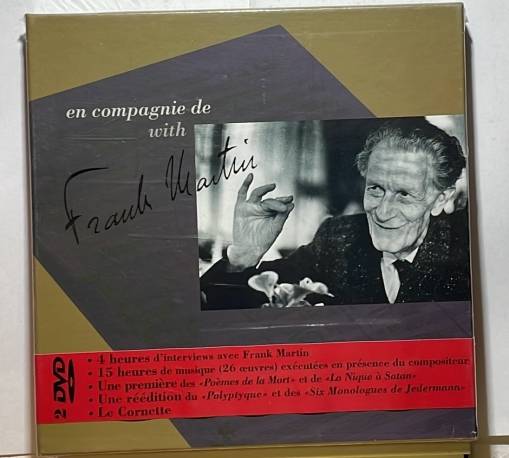 en compagnie de
with
Frank Martin
2 DVD
• 4 heures d'interviews avec Frank Martin
• 15 heures de musique (26 œuvres) exécutées en présence du compositeur
• Une première des «Poèmes de la Mort» et de «La Nique à Satan»
• Une réédition du «Polyptyque» et des «Six Monologues de Jedermann»
• Le Cornette